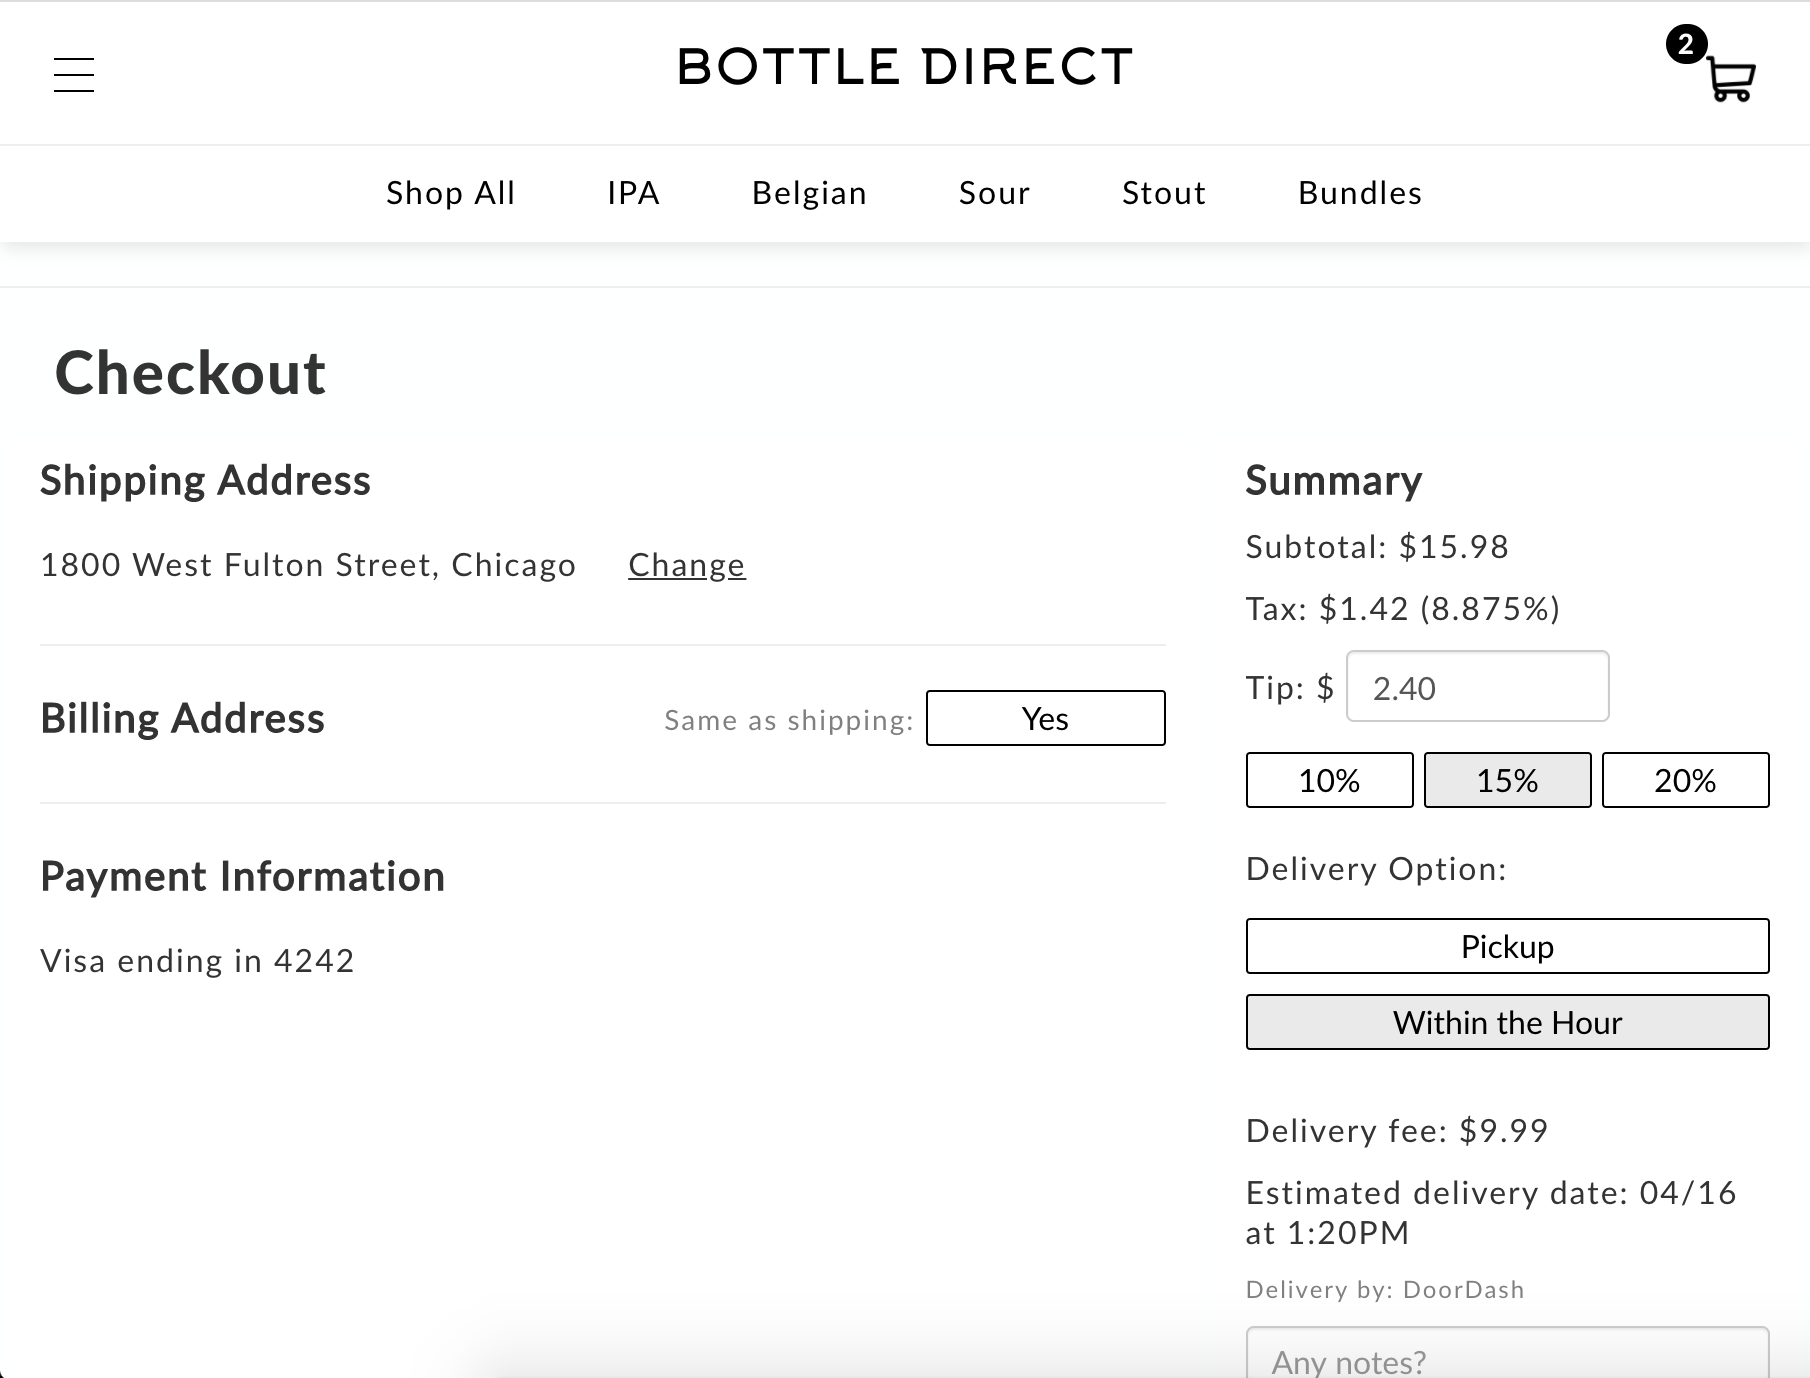 BOTTLE DIRECT
2
Shop All IPA Belgian Sour Stout Bundles
Checkout
Shipping Address
1800 West Fulton Street, Chicago Change
Billing Address
Same as shipping: Yes
Payment Information
Visa ending in 4242
Summary
Subtotal: $15.98
Tax: $1.42 (8.875%)
Tip: $ 2.40
10% 15% 20%
Delivery Option:
Pickup
Within the Hour
Delivery fee: $9.99
Estimated delivery date: 04/16
at 1:20PM
Delivery by: DoorDash
Any notes?